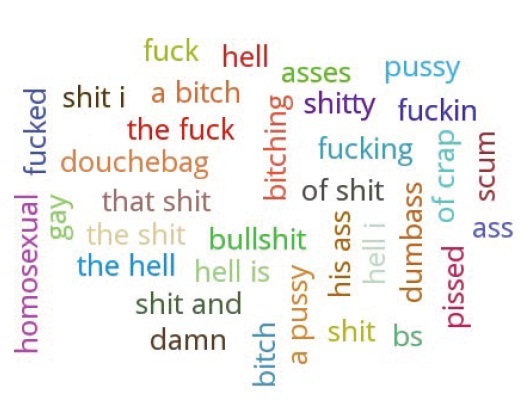 fuck
hell
asses
pussy
fucked
shit i
a bitch
bitching
shitty
fuckin
the fuck
fucking
of crap
scum
douchebag
homosexual
gay
that shit
of shit
dumbass
the shit
bullshit
his ass
hell i
ass
the hell
hell is
pissed
shit and
a pussy
damn
bitch
shit
bs